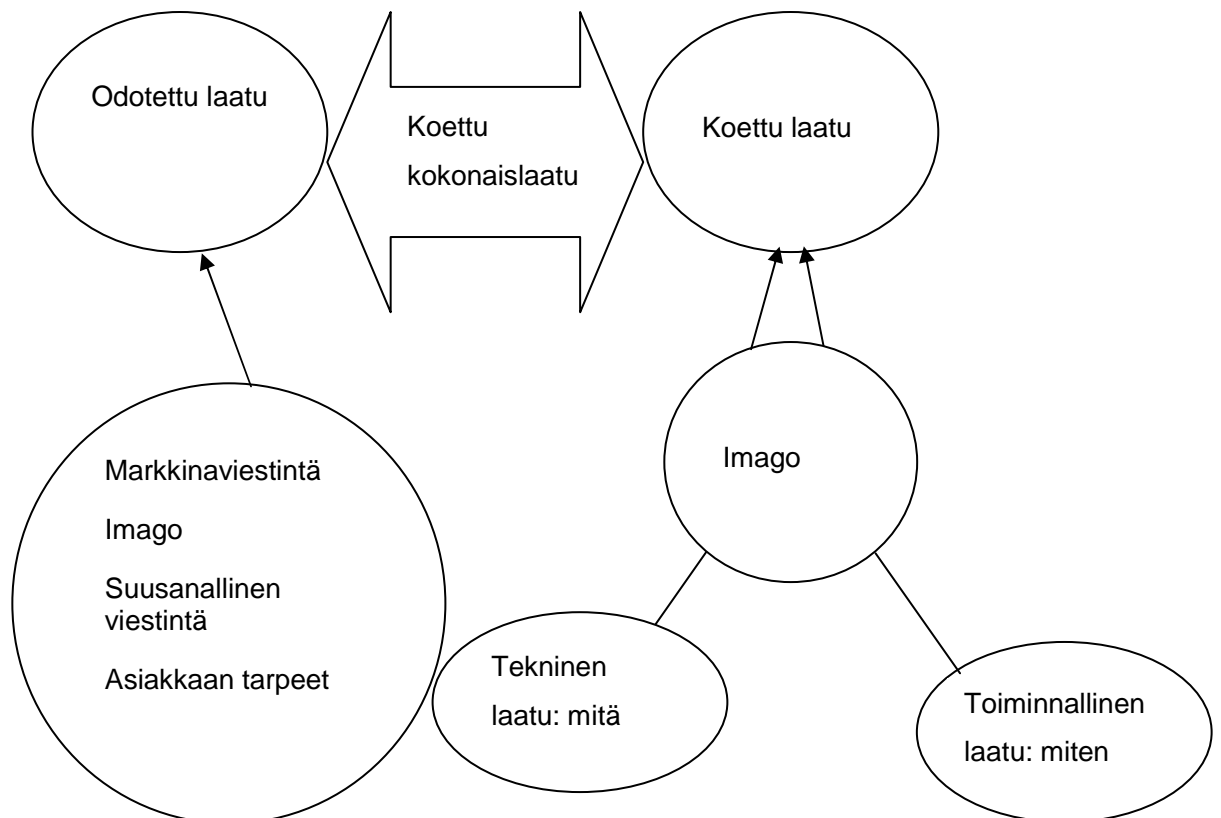 Odotettu laatu
Koettu
kokonaislaatu
Koettu laatu
Markkinaviestintä
Imago
Suusanallinen
viestintä
Asiakkaan tarpeet
Imago
Tekninen
laatu: mitä
Toiminnallinen
laatu: miten